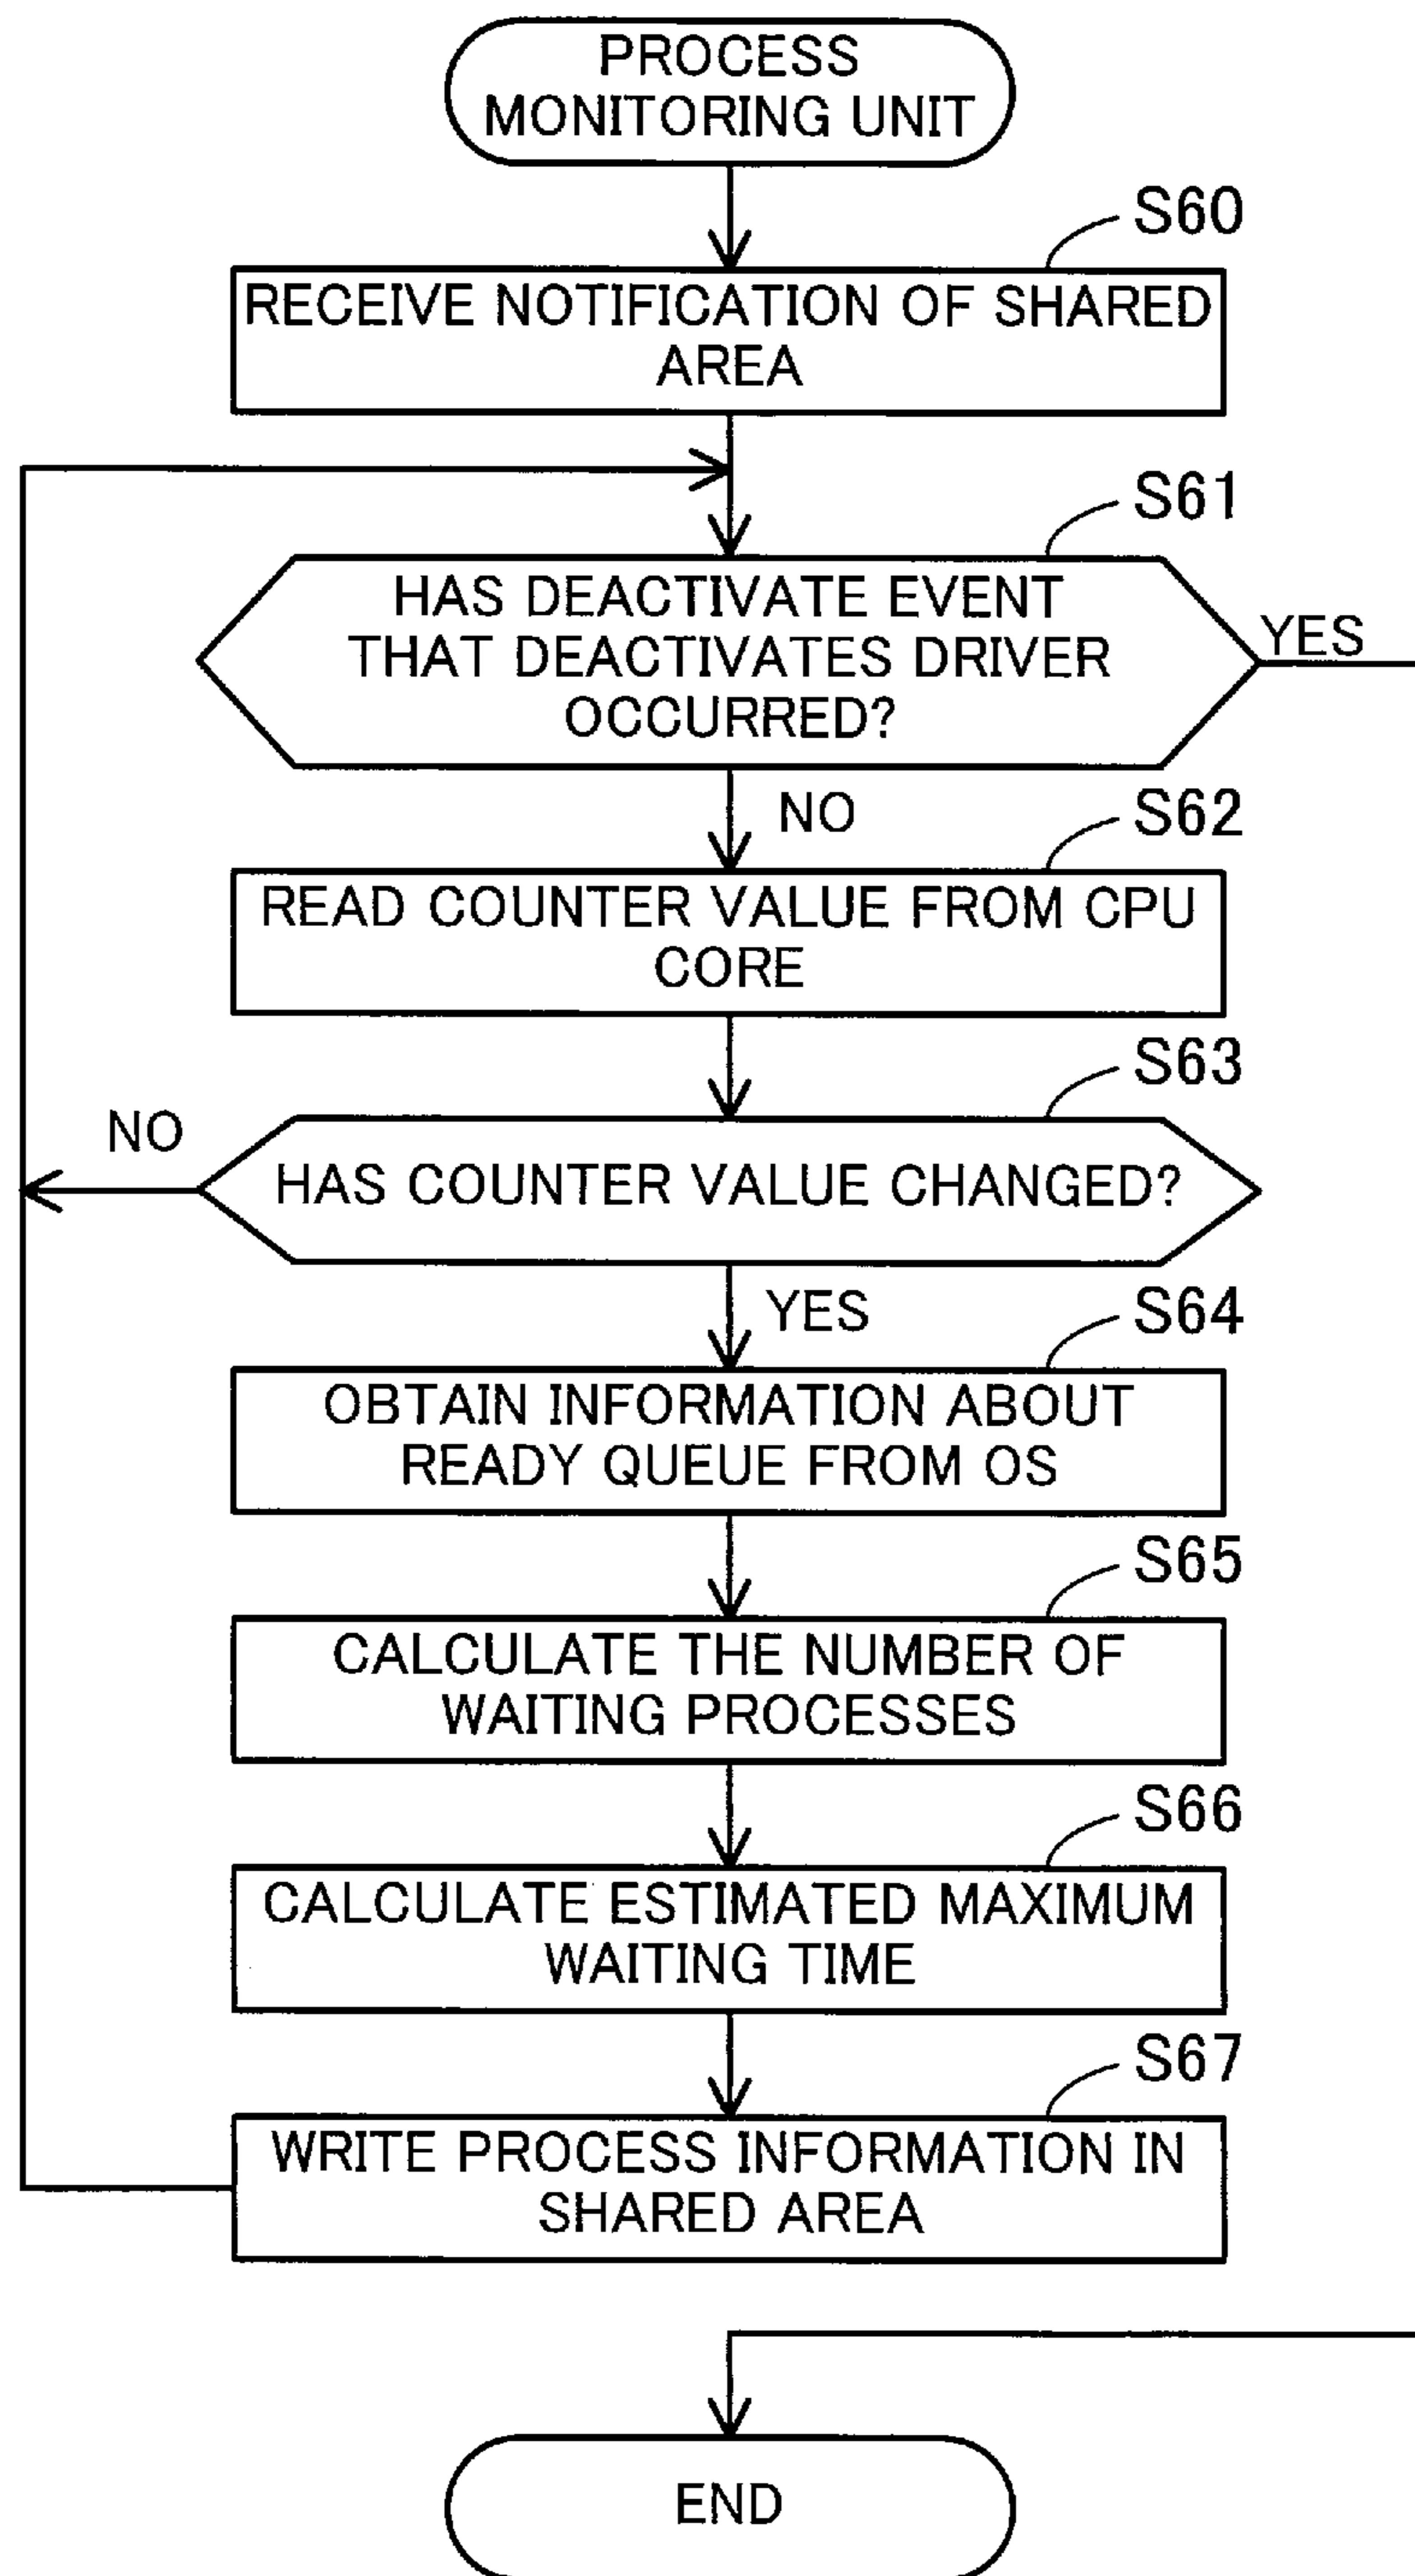 PROCESS
MONITORING UNIT
S60
RECEIVE NOTIFICATION OF SHARED
AREA
S61
HAS DEACTIVATE EVENT
THAT DEACTIVATES DRIVER
OCCURRED?
YES
NO
S62
READ COUNTER VALUE FROM CPU
CORE
S63
NO
HAS COUNTER VALUE CHANGED?
YES
S64
OBTAIN INFORMATION ABOUT
READY QUEUE FROM OS
S65
CALCULATE THE NUMBER OF
WAITING PROCESSES
S66
CALCULATE ESTIMATED MAXIMUM
WAITING TIME
S67
WRITE PROCESS INFORMATION IN
SHARED AREA
END